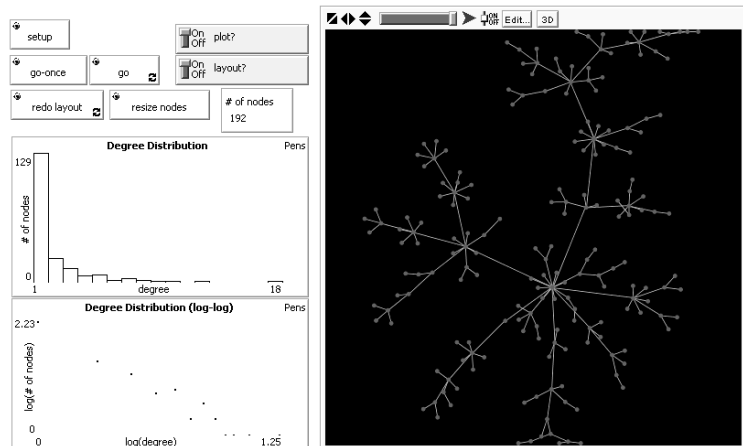 setup
On
Off
plot?
go-once
go
On
Off
layout?
redo layout
resize nodes
# of nodes
192
Degree Distribution
Pens
129
# of nodes
0
1
degree
18
Degree Distribution (log-log)
Pens
2.23
log(# of nodes)
0
0
log(degree)
1.25
ON
OFF
Edit...
3D